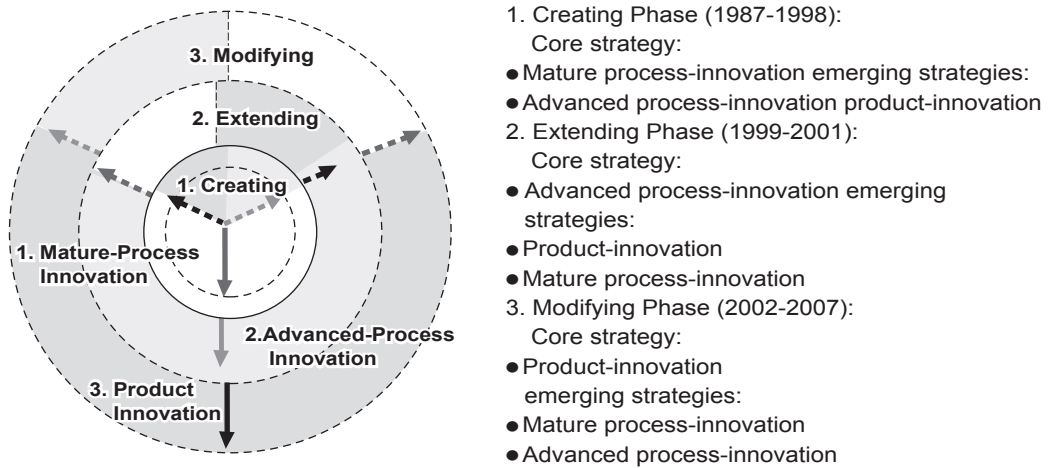 3. Modifying
2. Extending
1. Creating
1. Mature-Process
Innovation
2.Advanced-Process
Innovation
3. Product
Innovation
1. Creating Phase (1987-1998):
Core strategy:
●Mature process-innovation emerging strategies:
●Advanced process-innovation product-innovation
2. Extending Phase (1999-2001):
Core strategy:
● Advanced process-innovation emerging
strategies:
●Product-innovation
●Mature process-innovation
3. Modifying Phase (2002-2007):
Core strategy:
●Product-innovation
emerging strategies:
●Mature process-innovation
●Advanced process-innovation